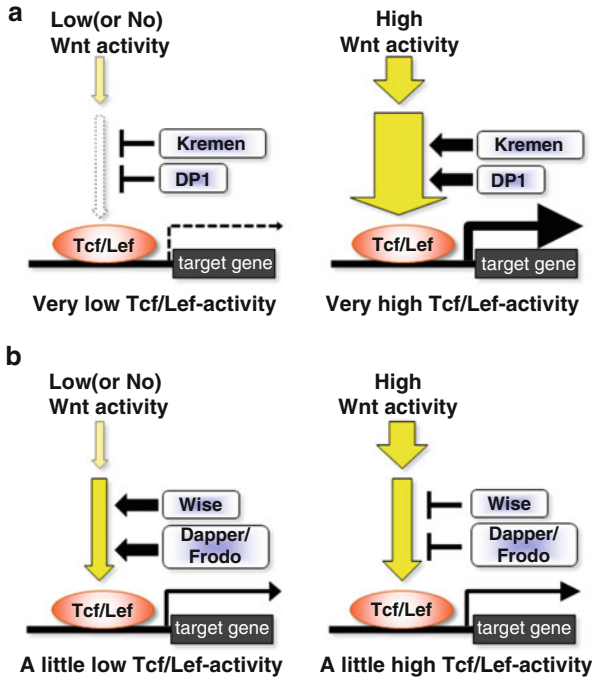 a
Low(or No)
Wnt activity
Kremen
DP1
Tcf/Lef
target gene
Very low Tcf/Lef-activity
High
Wnt activity
Kremen
DP1
Tcf/Lef
target gene
Very high Tcf/Lef-activity
b
Low(or No)
Wnt activity
Wise
Dapper/
Frodo
Tcf/Lef
target gene
A little low Tcf/Lef-activity
High
Wnt activity
Wise
Dapper/
Frodo
Tcf/Lef
target gene
A little high Tcf/Lef-activity